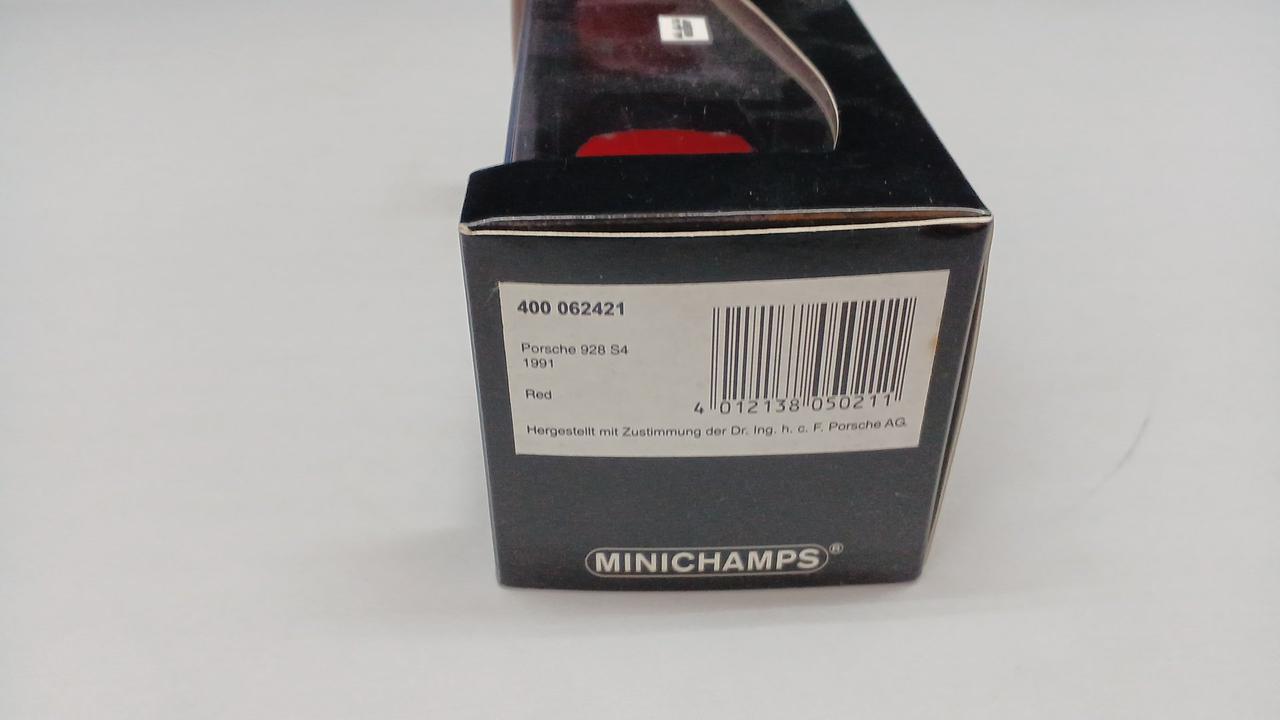 400 062421
Porsche 928 S4
1991
Red
4 012138 050211
Hergestellt mit Zustimmung der Dr. Ing. h. c. F. Porsche AG.
MINICHAMPS®